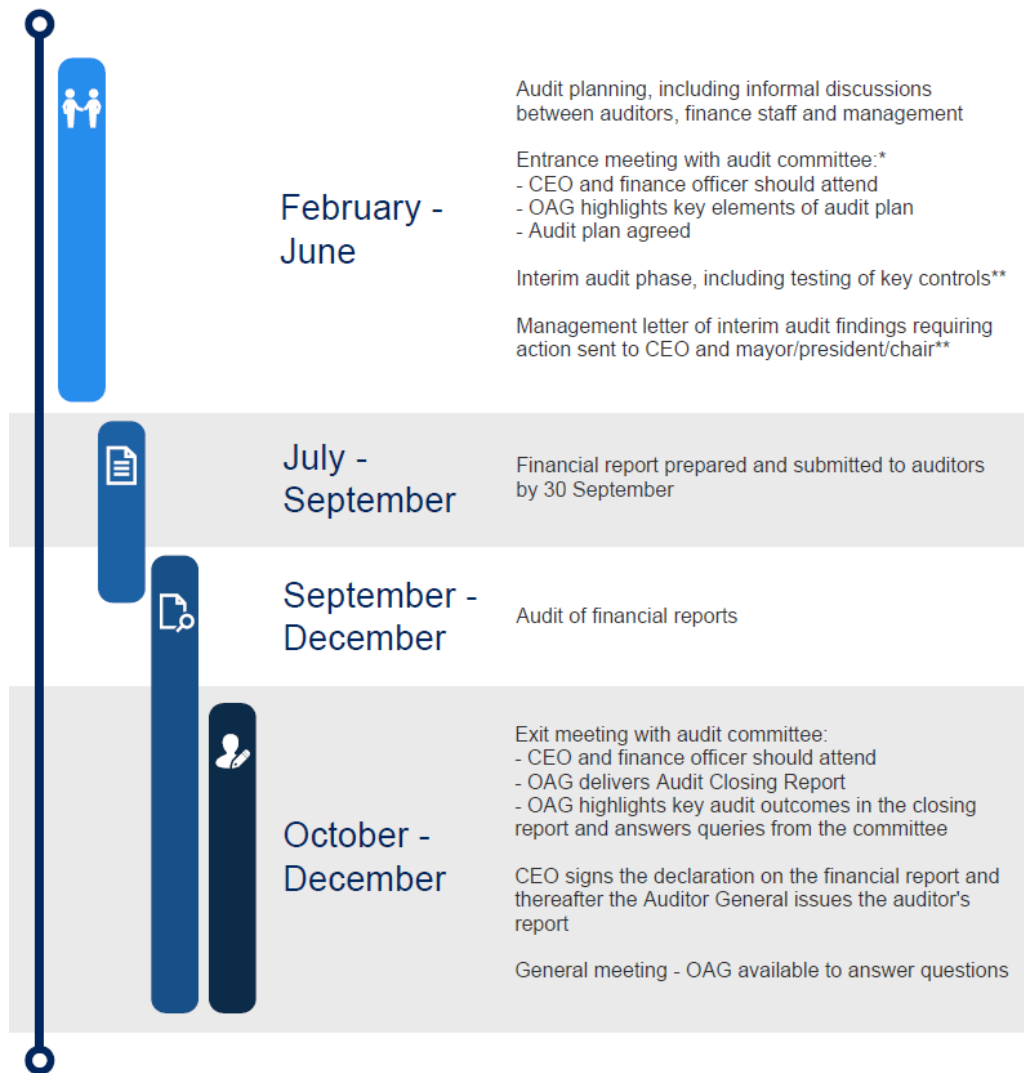 February -
June
Audit planning, including informal discussions
between auditors, finance staff and management
Entrance meeting with audit committee:*
- CEO and finance officer should attend
- OAG highlights key elements of audit plan
- Audit plan agreed
Interim audit phase, including testing of key controls**
Management letter of interim audit findings requiring
action sent to CEO and mayor/president/chair**
July -
September
Financial report prepared and submitted to auditors
by 30 September
September -
December
Audit of financial reports
October -
December
Exit meeting with audit committee:
- CEO and finance officer should attend
- OAG delivers Audit Closing Report
- OAG highlights key audit outcomes in the closing
report and answers queries from the committee
CEO signs the declaration on the financial report and
thereafter the Auditor General issues the auditor's
report
General meeting - OAG available to answer questions